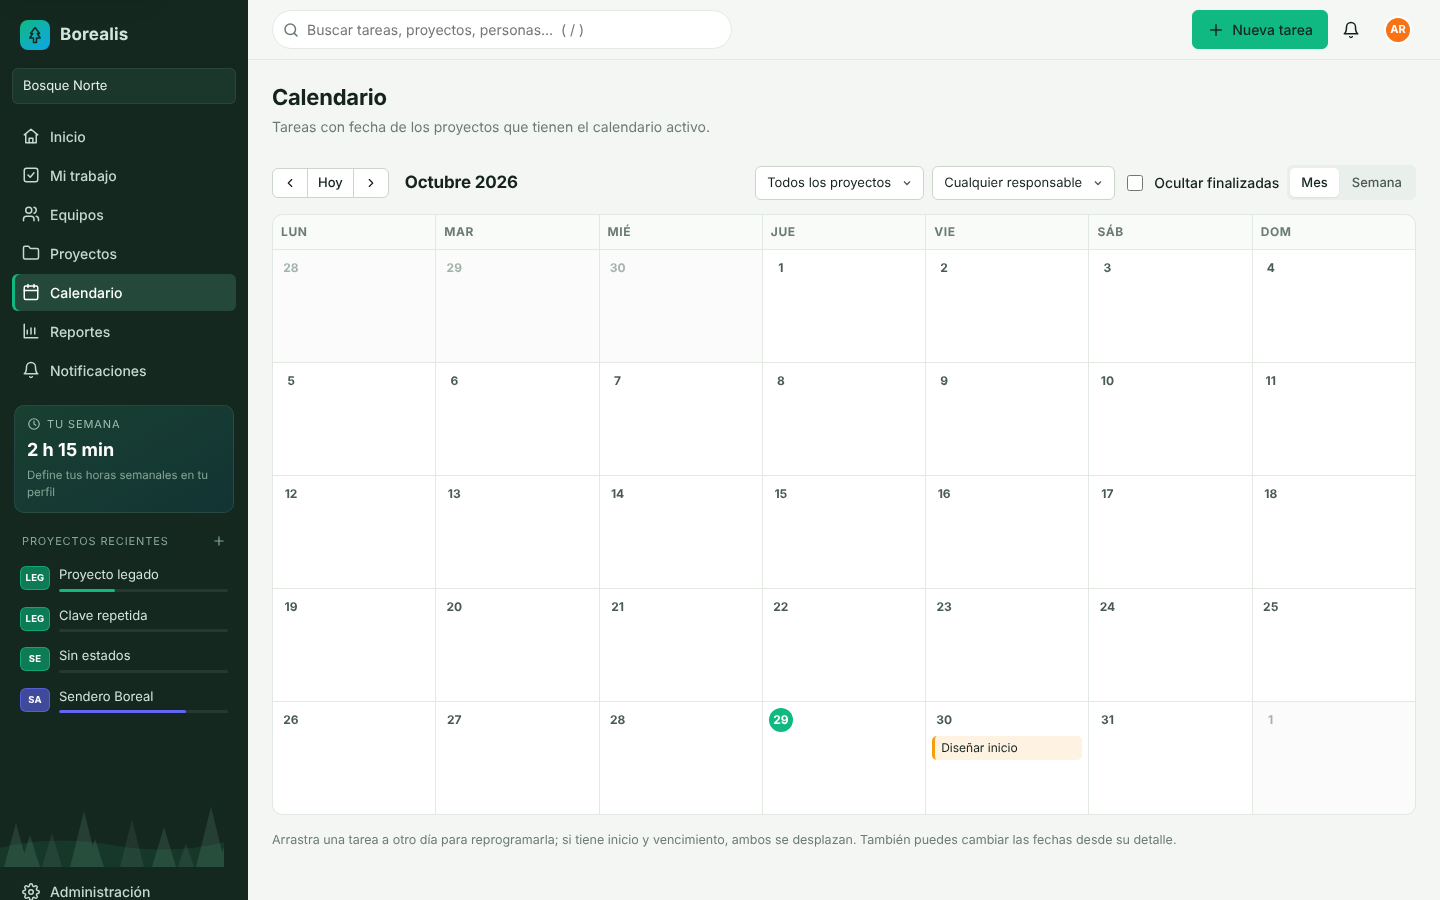 Borealis
Bosque Norte
Inicio
Mi trabajo
Equipos
Proyectos
Calendario
Reportes
Notificaciones
TU SEMANA
2 h 15 min
Define tus horas semanales en tu
perfil
PROYECTOS RECIENTES
LEG Proyecto legado
LEG Clave repetida
SE Sin estados
SA Sendero Boreal
Administración
Buscar tareas, proyectos, personas... ( / )
Nueva tarea
AR
Calendario
Tareas con fecha de los proyectos que tienen el calendario activo.
Hoy
Octubre 2026
Todos los proyectos
Cualquier responsable
Ocultar finalizadas
Mes
Semana
LUN MAR MIÉ JUE VIE SÁB DOM
28 29 30 1 2 3 4
5 6 7 8 9 10 11
12 13 14 15 16 17 18
19 20 21 22 23 24 25
26 27 28 29 30 31 1
Diseñar inicio
Arrastra una tarea a otro día para reprogramarla; si tiene inicio y vencimiento, ambos se desplazan. También puedes cambiar las fechas desde su detalle.